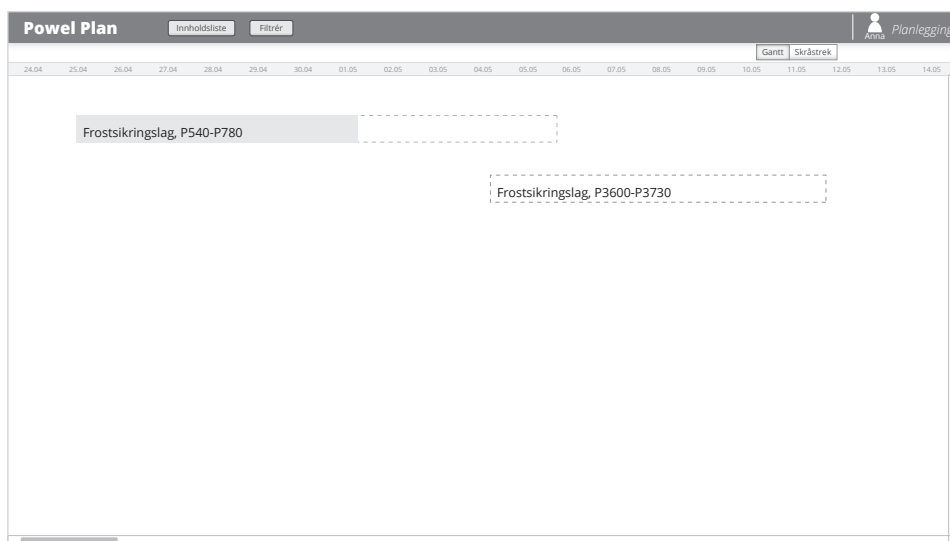 Powel Plan Innholdsliste Filtrér Anna Planlegging
Gantt Skråstrek
24.04 25.04 26.04 27.04 28.04 29.04 30.04 01.05 02.05 03.05 04.05 05.05 06.05 07.05 08.05 09.05 10.05 11.05 12.05 13.05 14.05
Frostsikringslag, P540-P780
Frostsikringslag, P3600-P3730